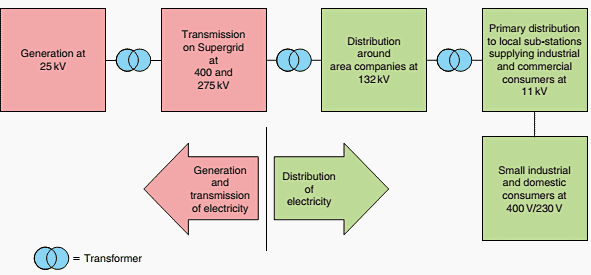 Generation at
25 kV
Transmission
on Supergrid
at
400 and
275 kV
Distribution
around
area companies at
132 kV
Primary distribution
to local sub-stations
supplying industrial
and commercial
consumers at
11 kV
Generation
and
transmission
of electricity
Distribution
of
electricity
Small industrial
and domestic
consumers at
400 V/230 V
= Transformer